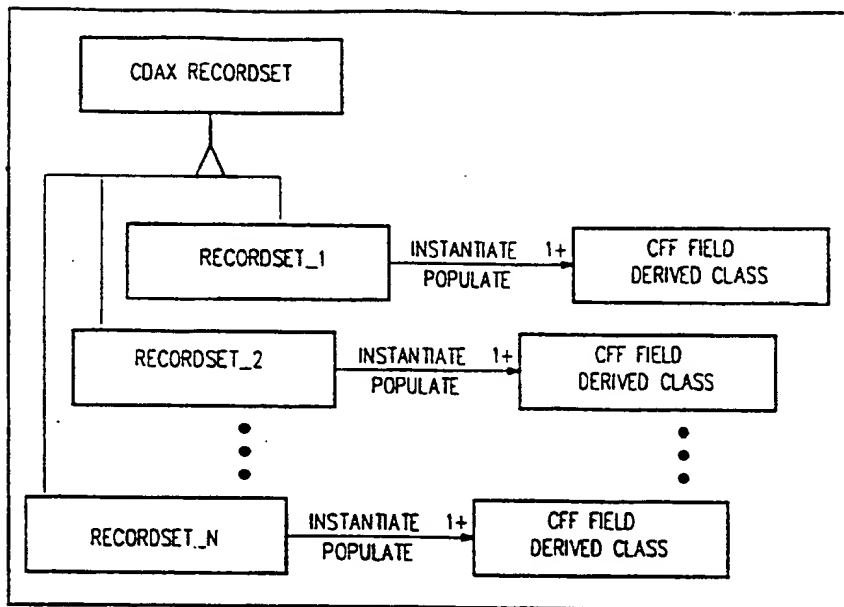 CDAX RECORDSET
RECORDSET_1
INSTANTIATE 1+
POPULATE
CFF FIELD
DERIVED CLASS
RECORDSET_2
INSTANTIATE 1+
POPULATE
CFF FIELD
DERIVED CLASS
RECORDSET_N
INSTANTIATE 1+
POPULATE
CFF FIELD
DERIVED CLASS